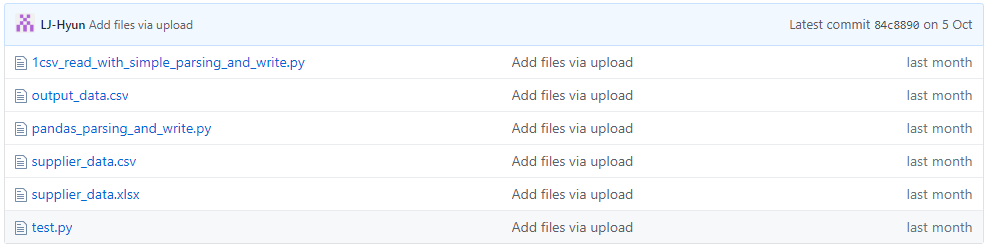 LJ-Hyun Add files via upload Latest commit 84c8890 on 5 Oct
1csv_read_with_simple_parsing_and_write.py Add files via upload last month
output_data.csv Add files via upload last month
pandas_parsing_and_write.py Add files via upload last month
supplier_data.csv Add files via upload last month
supplier_data.xlsx Add files via upload last month
test.py Add files via upload last month